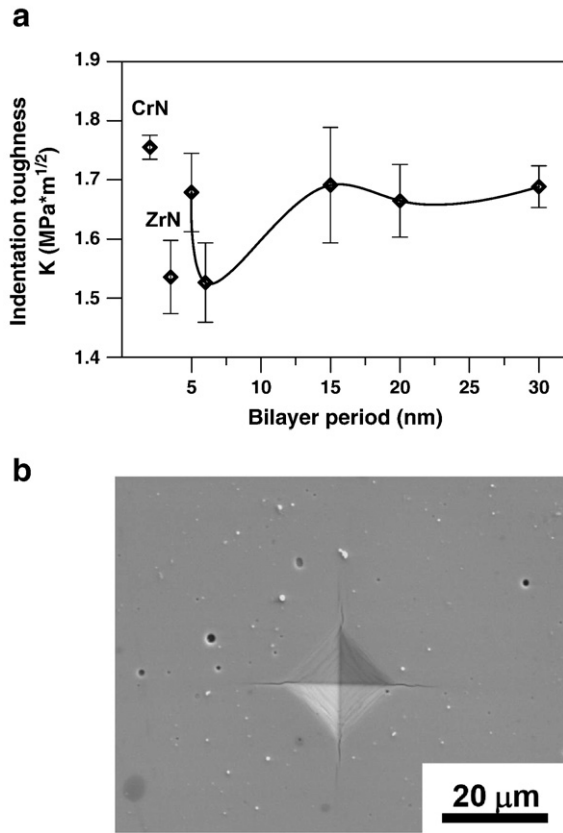 a
1.9
1.8
1.7
1.6
1.5
1.4
Indentation toughness
K (MPa*m1/2)
CrN
ZrN
5 10 15 20 25 30
Bilayer period (nm)
b
20 μm